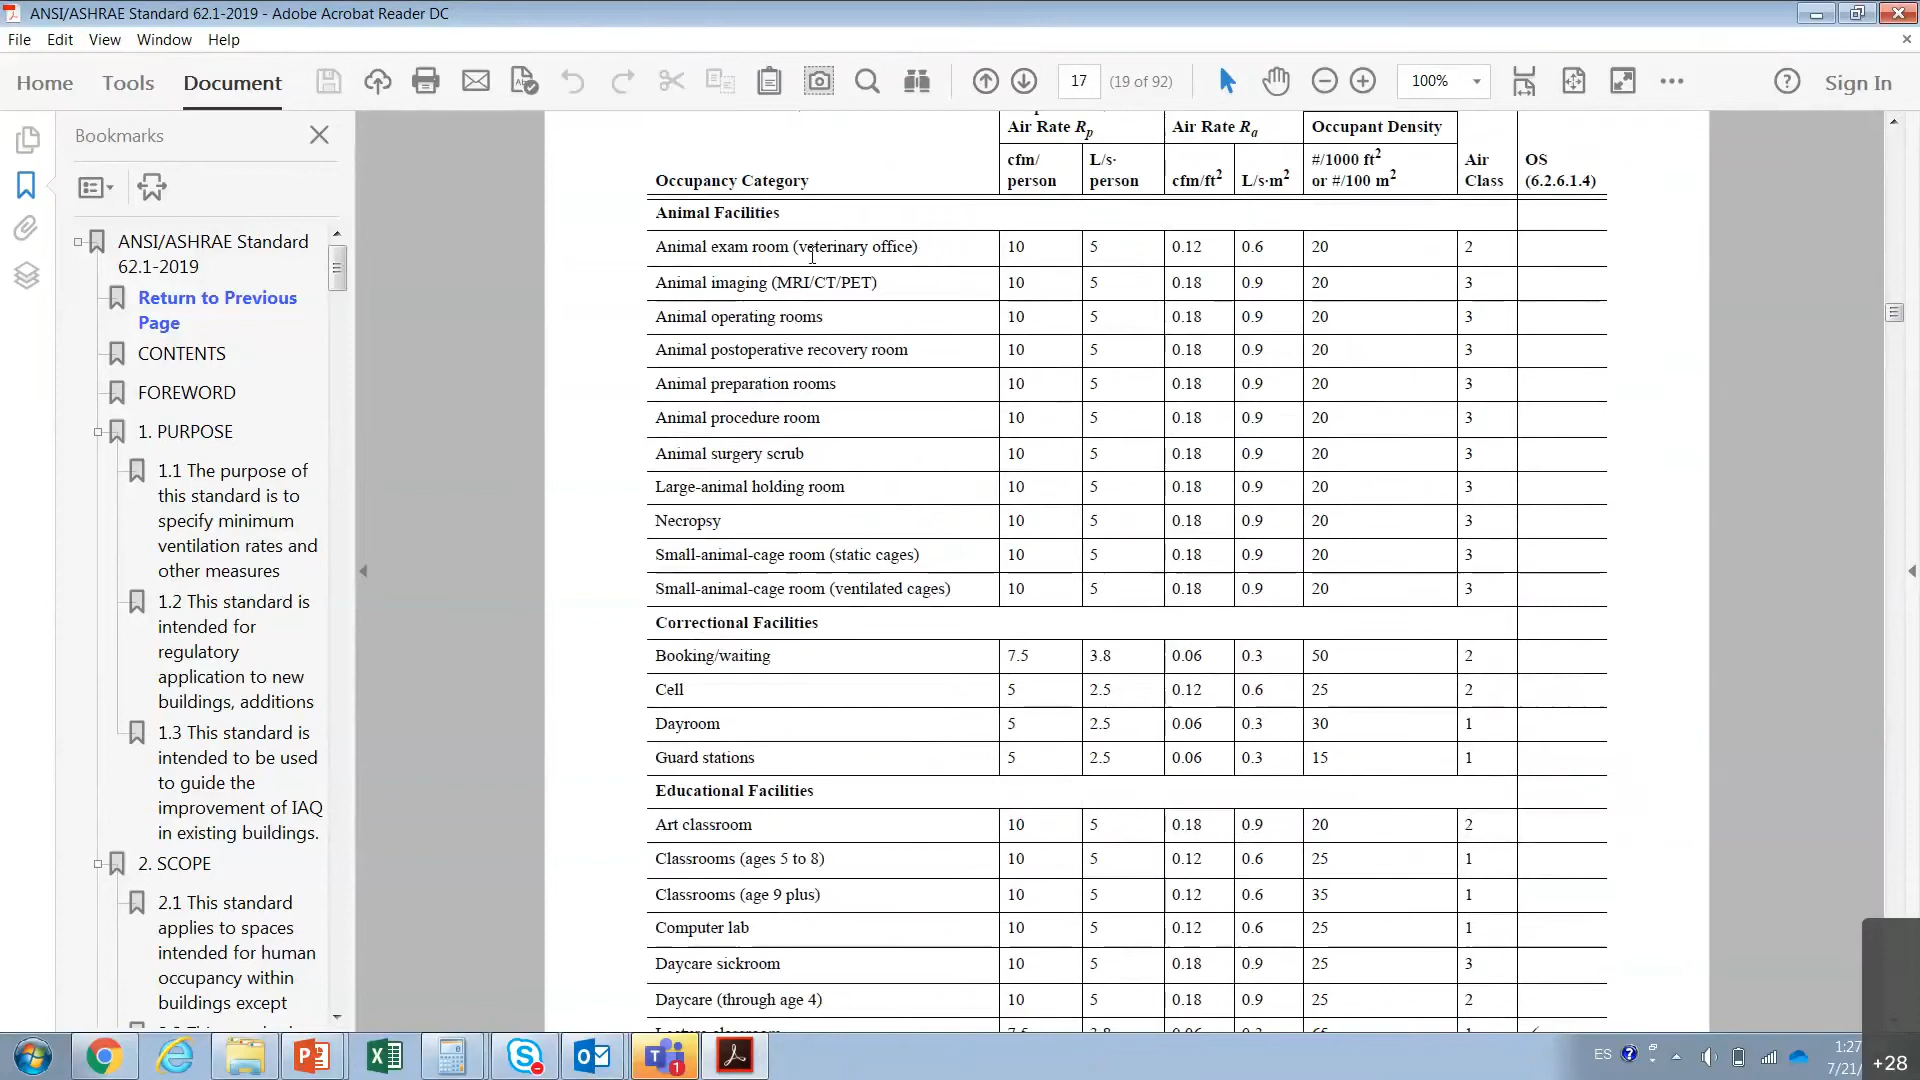 ANSI/ASHRAE Standard 62.1-2019 - Adobe Acrobat Reader DC
File Edit View Window Help
Home Tools Document 17 (19 of 92) 100% Sign In
Bookmarks
ANSI/ASHRAE Standard
62.1-2019
Return to Previous
Page
CONTENTS
FOREWORD
1. PURPOSE
1.1 The purpose of
this standard is to
specify minimum
ventilation rates and
other measures
1.2 This standard is
intended for
regulatory
application to new
buildings, additions
1.3 This standard is
intended to be used
to guide the
improvement of IAQ
in existing buildings.
2. SCOPE
2.1 This standard
applies to spaces
intended for human
occupancy within
buildings except
Air Rate Rp Air Rate Ra Occupant Density
cfm/ L/s· #/1000 ft² Air OS
Occupancy Category person person cfm/ft² L/s·m² or #/100 m² Class (6.2.6.1.4)
Animal Facilities
Animal exam room (veterinary office) 10 5 0.12 0.6 20 2
Animal imaging (MRI/CT/PET) 10 5 0.18 0.9 20 3
Animal operating rooms 10 5 0.18 0.9 20 3
Animal postoperative recovery room 10 5 0.18 0.9 20 3
Animal preparation rooms 10 5 0.18 0.9 20 3
Animal procedure room 10 5 0.18 0.9 20 3
Animal surgery scrub 10 5 0.18 0.9 20 3
Large-animal holding room 10 5 0.18 0.9 20 3
Necropsy 10 5 0.18 0.9 20 3
Small-animal-cage room (static cages) 10 5 0.18 0.9 20 3
Small-animal-cage room (ventilated cages) 10 5 0.18 0.9 20 3
Correctional Facilities
Booking/waiting 7.5 3.8 0.06 0.3 50 2
Cell 5 2.5 0.12 0.6 25 2
Dayroom 5 2.5 0.06 0.3 30 1
Guard stations 5 2.5 0.06 0.3 15 1
Educational Facilities
Art classroom 10 5 0.18 0.9 20 2
Classrooms (ages 5 to 8) 10 5 0.12 0.6 25 1
Classrooms (age 9 plus) 10 5 0.12 0.6 35 1
Computer lab 10 5 0.12 0.6 25 1
Daycare sickroom 10 5 0.18 0.9 25 3
Daycare (through age 4) 10 5 0.18 0.9 25 2
ES 1:27
7/21/
+28